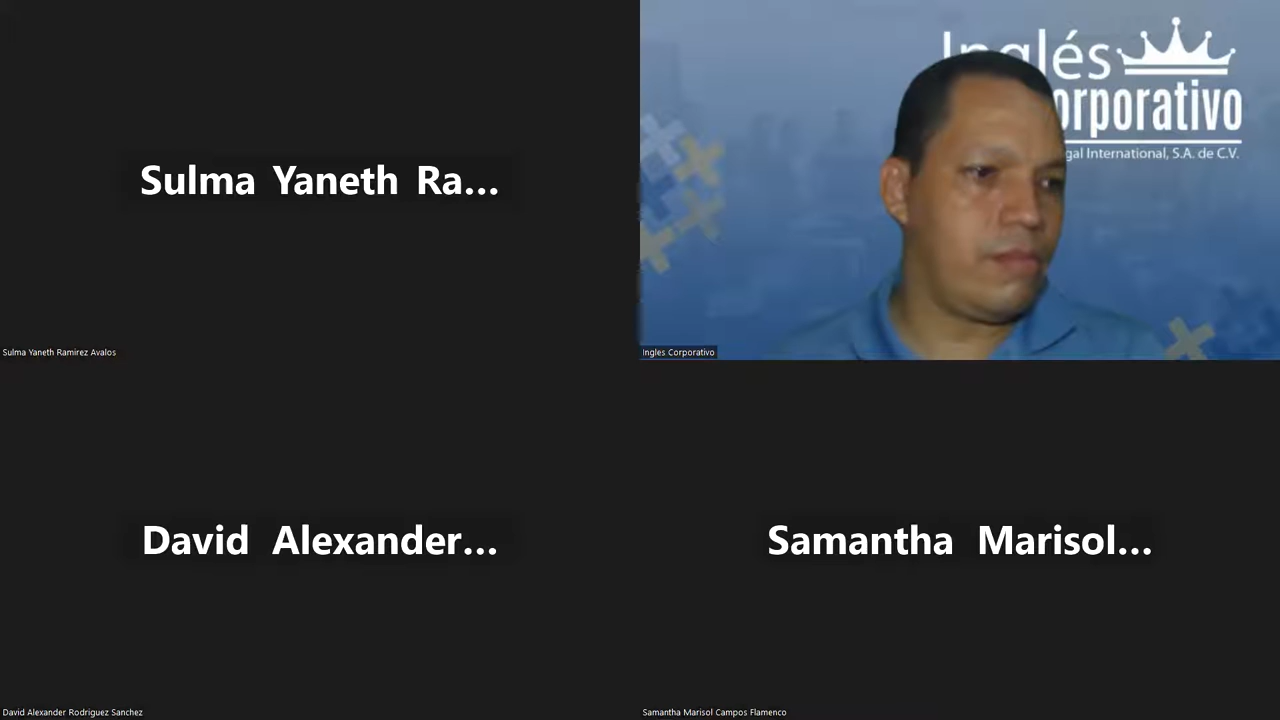 Sulma Yaneth Ra...
Sulma Yaneth Ramirez Avalos
Inglés
orporativo
gal International, S.A. de C.V.
Ingles Corporativo
David Alexander...
David Alexander Rodriguez Sanchez
Samantha Marisol...
Samantha Marisol Campos Flamenco